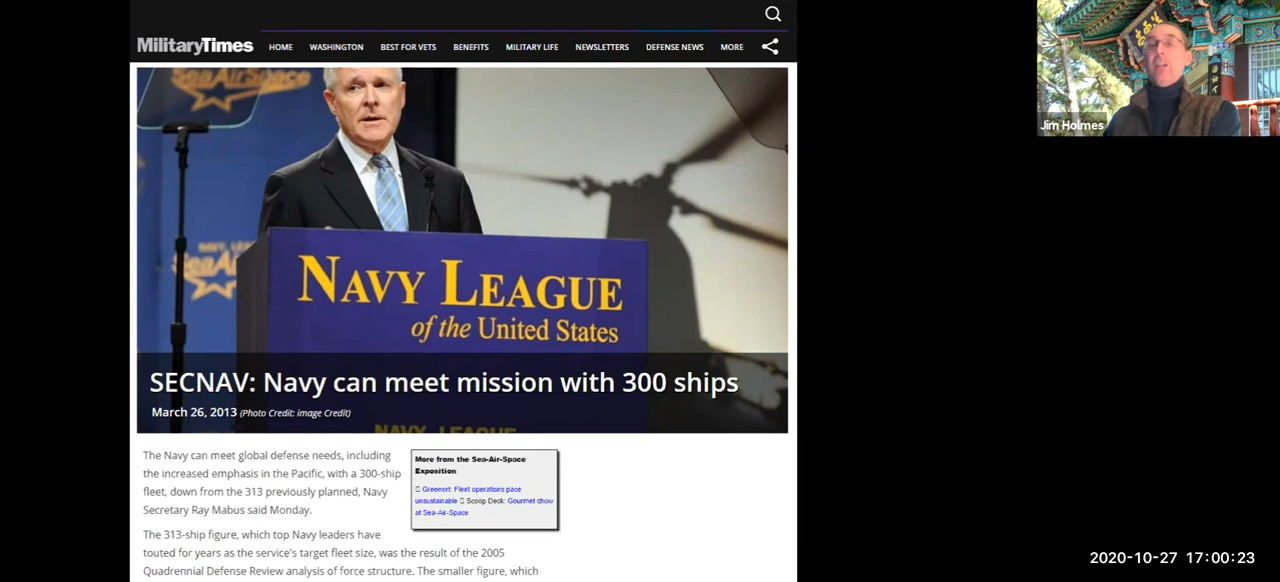 MilitaryTimes
HOME WASHINGTON BEST FOR VETS BENEFITS MILITARY LIFE NEWSLETTERS DEFENSE NEWS MORE
SeaAirSpace
NAVY LEAGUE
of the United States
SECNAV: Navy can meet mission with 300 ships
March 26, 2013 (Photo Credit: image Credit)
NAVY LEAGUE
The Navy can meet global defense needs, including
the increased emphasis in the Pacific, with a 300-ship
fleet, down from the 313 previously planned, Navy
Secretary Ray Mabus said Monday.
More from the Sea-Air-Space
Exposition
Greenert: Fleet operations pace
unsustainable Scoop Deck: Gourmet chow
at Sea-Air-Space
The 313-ship figure, which top Navy leaders have
touted for years as the service's target fleet size, was the result of the 2005
Quadrennial Defense Review analysis of force structure. The smaller figure, which
Jim Holmes
2020-10-27 17:00:23